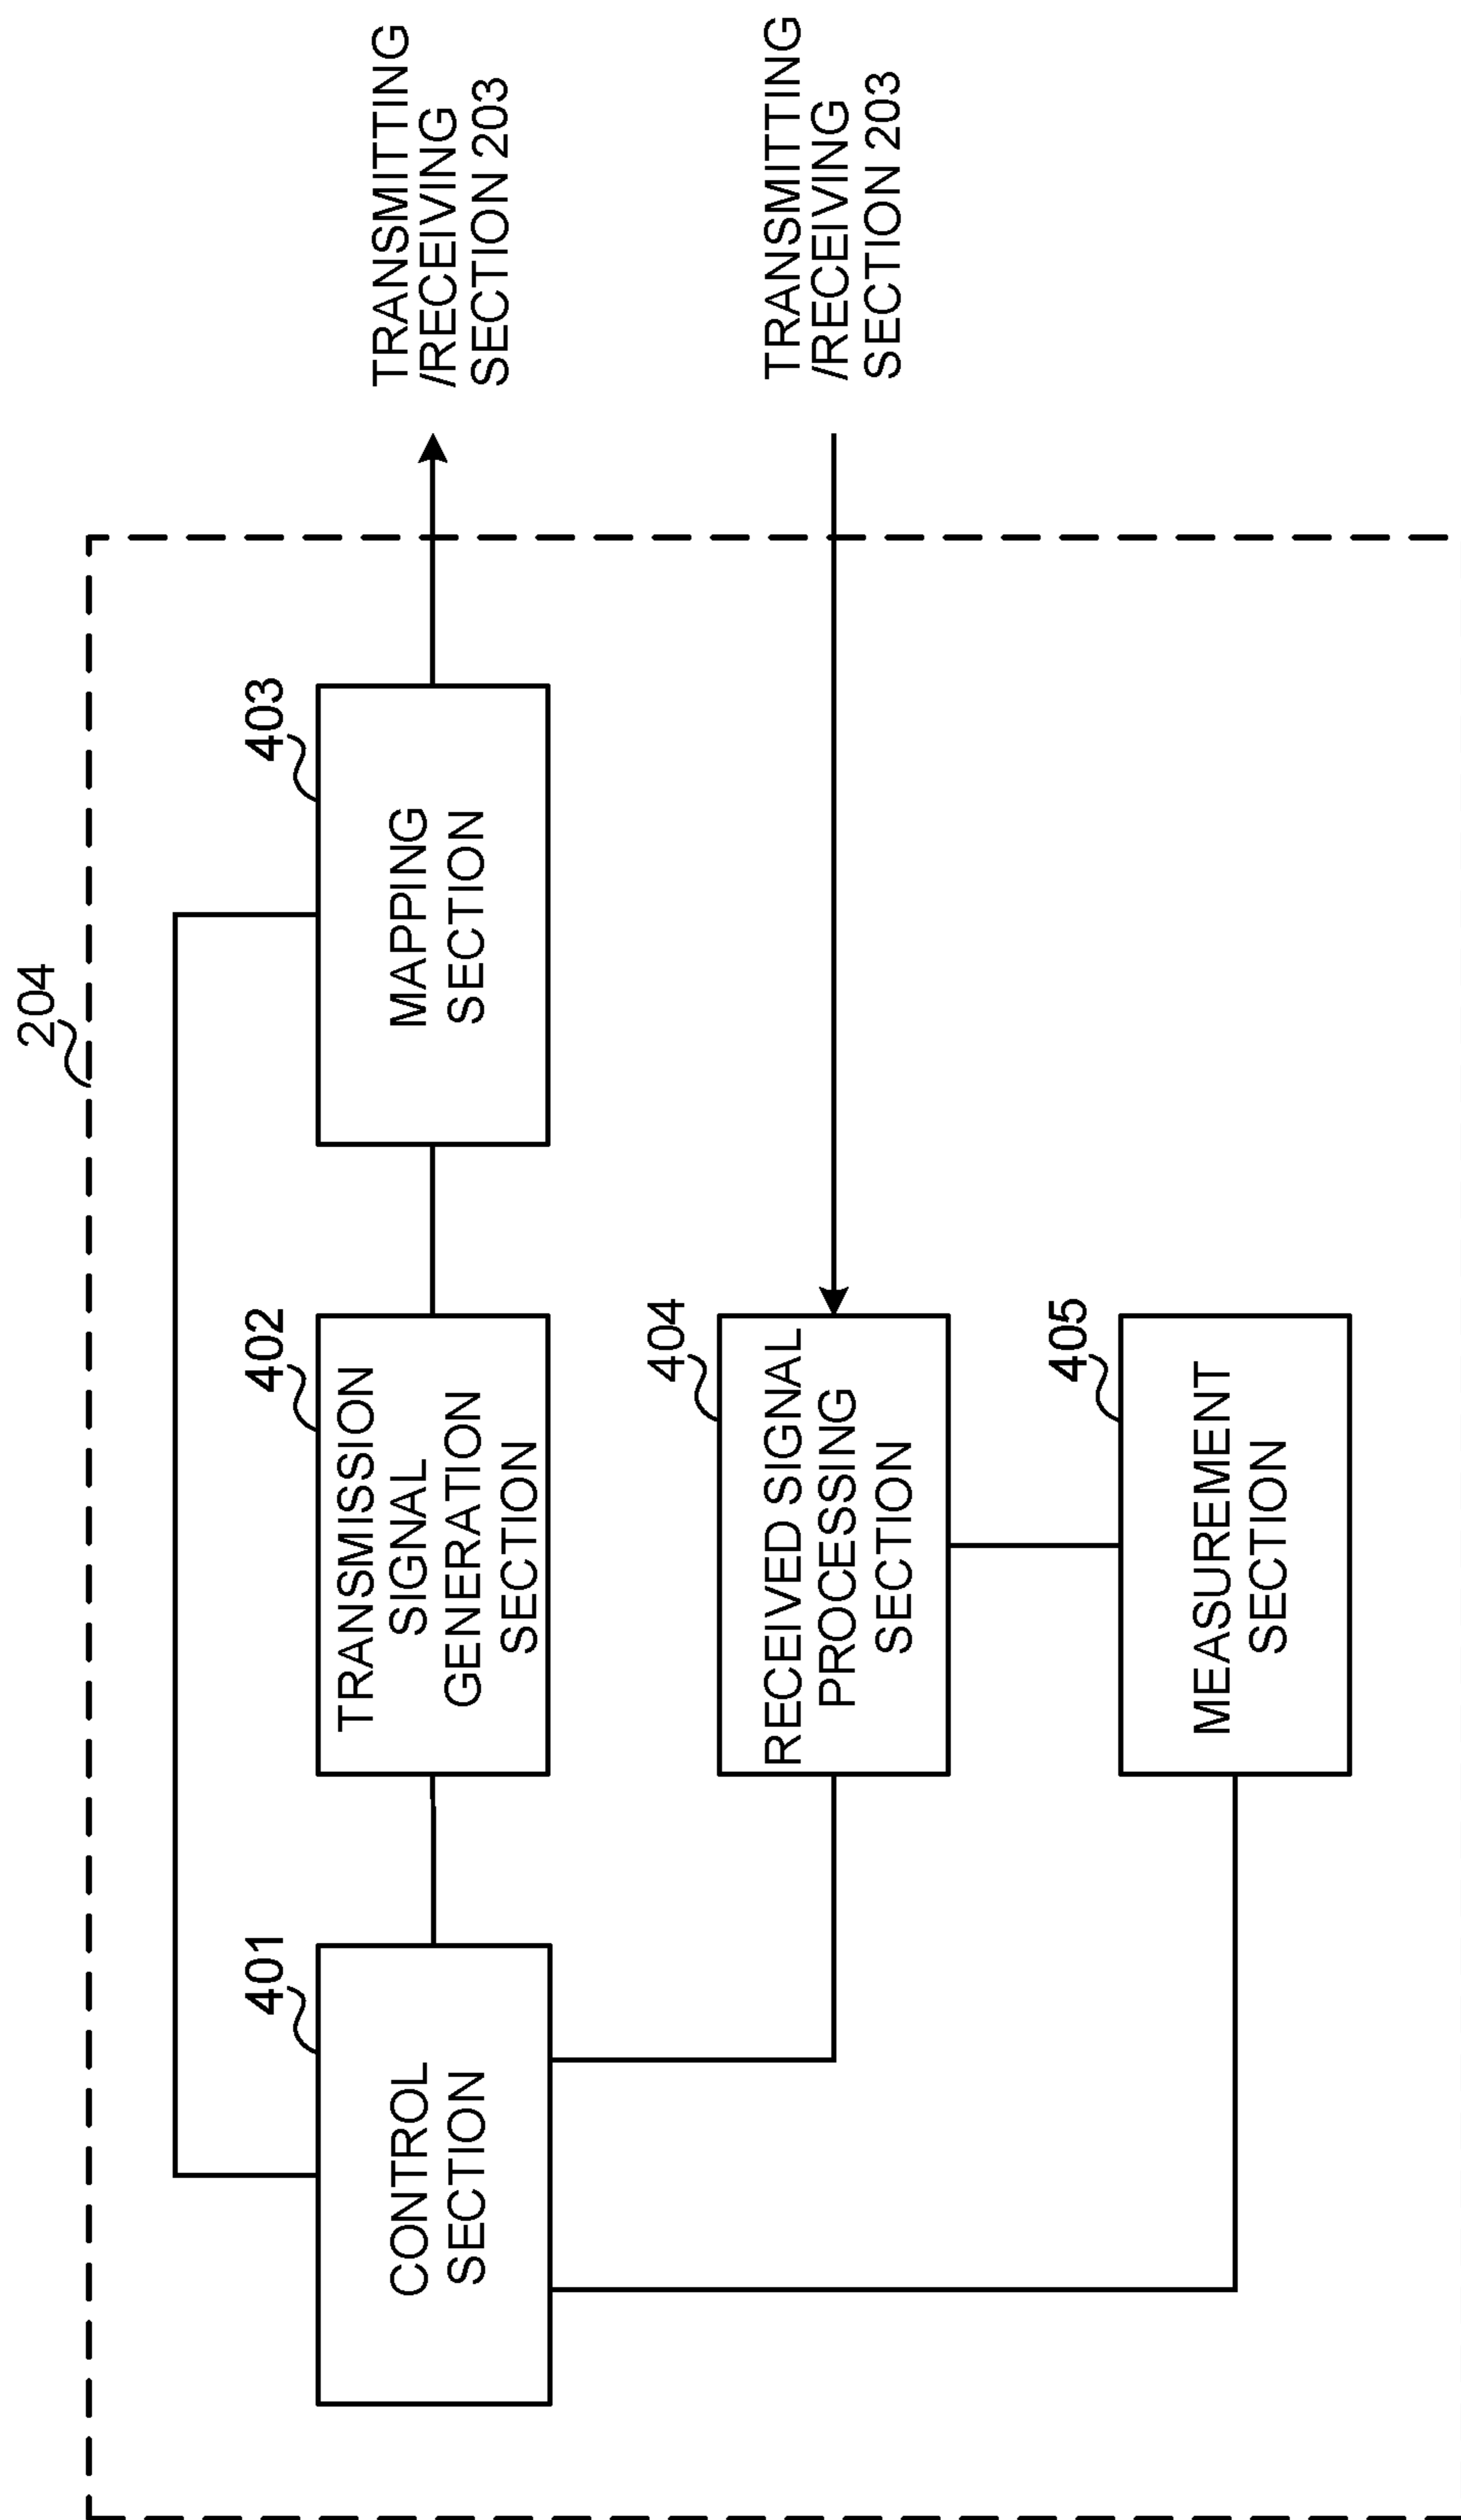 204
401
CONTROL
SECTION
402
TRANSMISSION
SIGNAL
GENERATION
SECTION
403
MAPPING
SECTION
TRANSMITTING
/RECEIVING
SECTION 203
404
RECEIVED SIGNAL
PROCESSING
SECTION
TRANSMITTING
/RECEIVING
SECTION 203
405
MEASUREMENT
SECTION